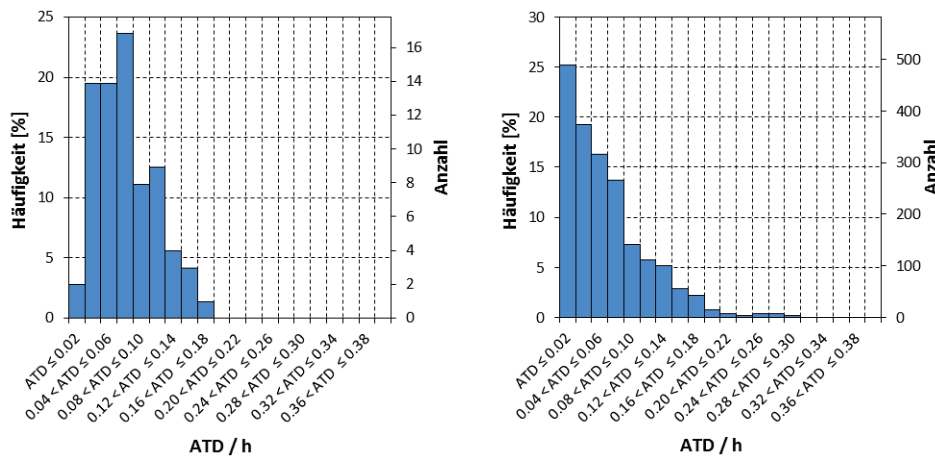 25
20
15
10
5
0
Häufigkeit [%]
16
14
12
10
8
6
4
2
0
Anzahl
ATD ≤ 0.02
0.04 < ATD ≤ 0.06
0.08 < ATD ≤ 0.10
0.12 < ATD ≤ 0.14
0.16 < ATD ≤ 0.18
0.20 < ATD ≤ 0.22
0.24 < ATD ≤ 0.26
0.28 < ATD ≤ 0.30
0.32 < ATD ≤ 0.34
0.36 < ATD ≤ 0.38
ATD / h
30
25
20
15
10
5
0
Häufigkeit [%]
500
400
300
200
100
0
Anzahl
ATD ≤ 0.02
0.04 < ATD ≤ 0.06
0.08 < ATD ≤ 0.10
0.12 < ATD ≤ 0.14
0.16 < ATD ≤ 0.18
0.20 < ATD ≤ 0.22
0.24 < ATD ≤ 0.26
0.28 < ATD ≤ 0.30
0.32 < ATD ≤ 0.34
0.36 < ATD ≤ 0.38
ATD / h